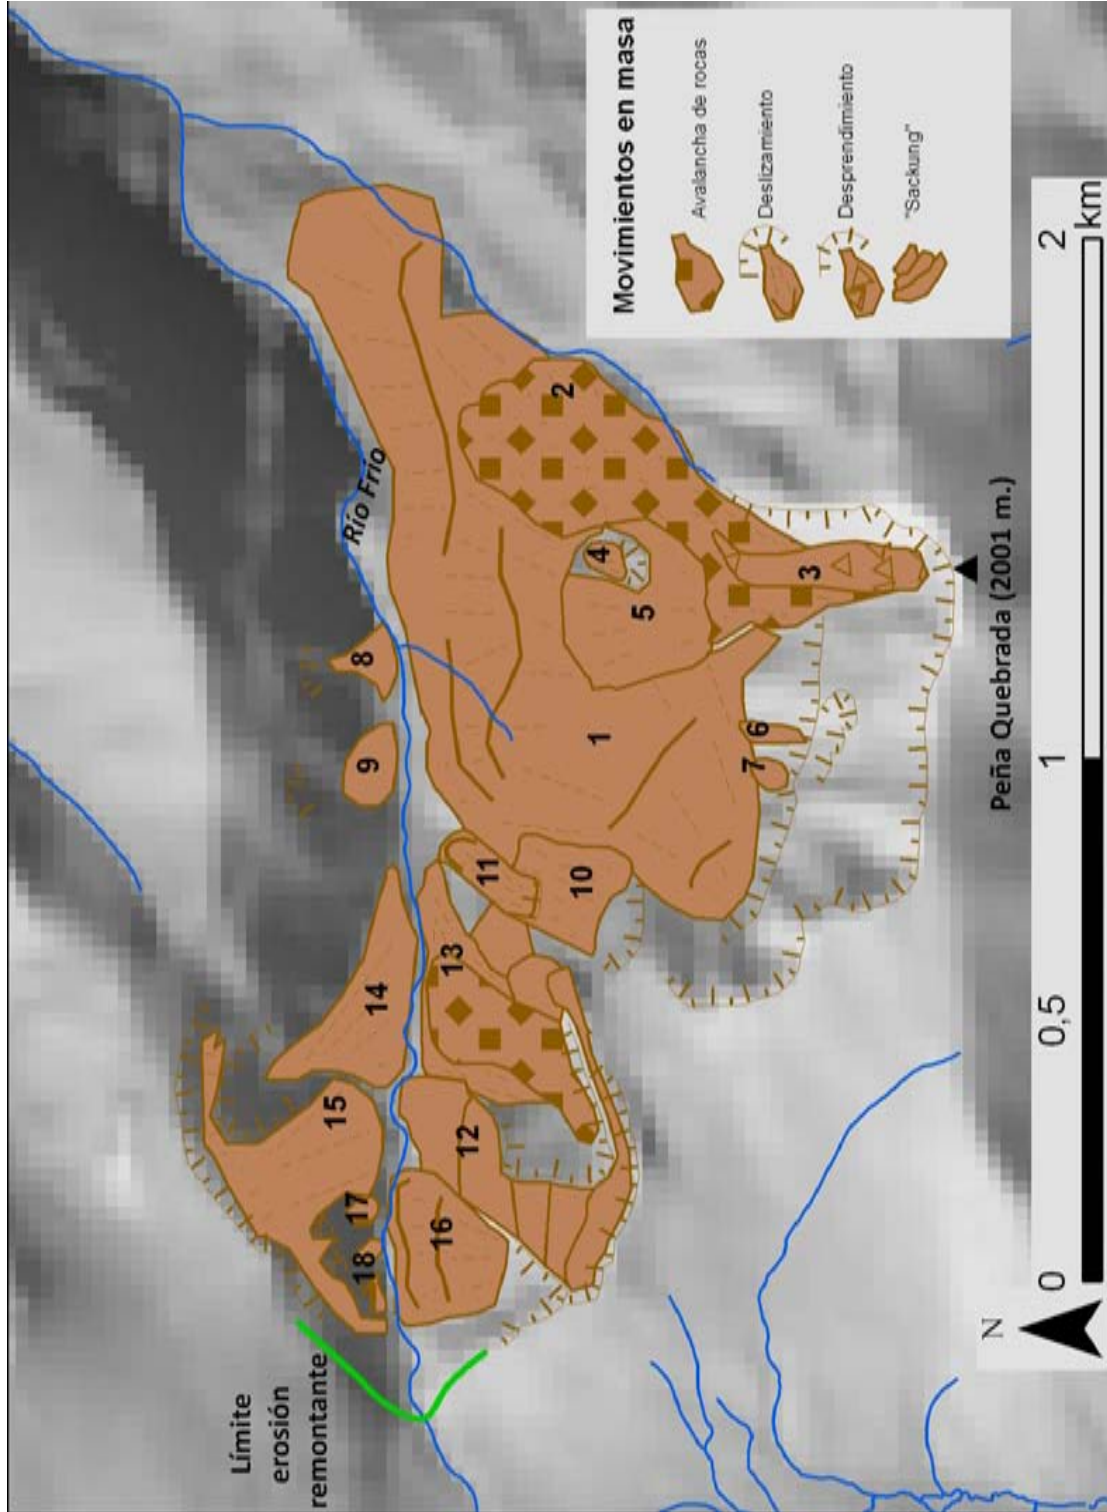 Límite
erosión
remontante
Río Frío
1
2
3
4
5
6
7
8
9
10
11
12
13
14
15
16
17
18
Peña Quebrada (2001 m.)
Movimientos en masa
Avalancha de rocas
Deslizamiento
Desprendimiento
"Sackung"
N
0
0,5
1
2
km